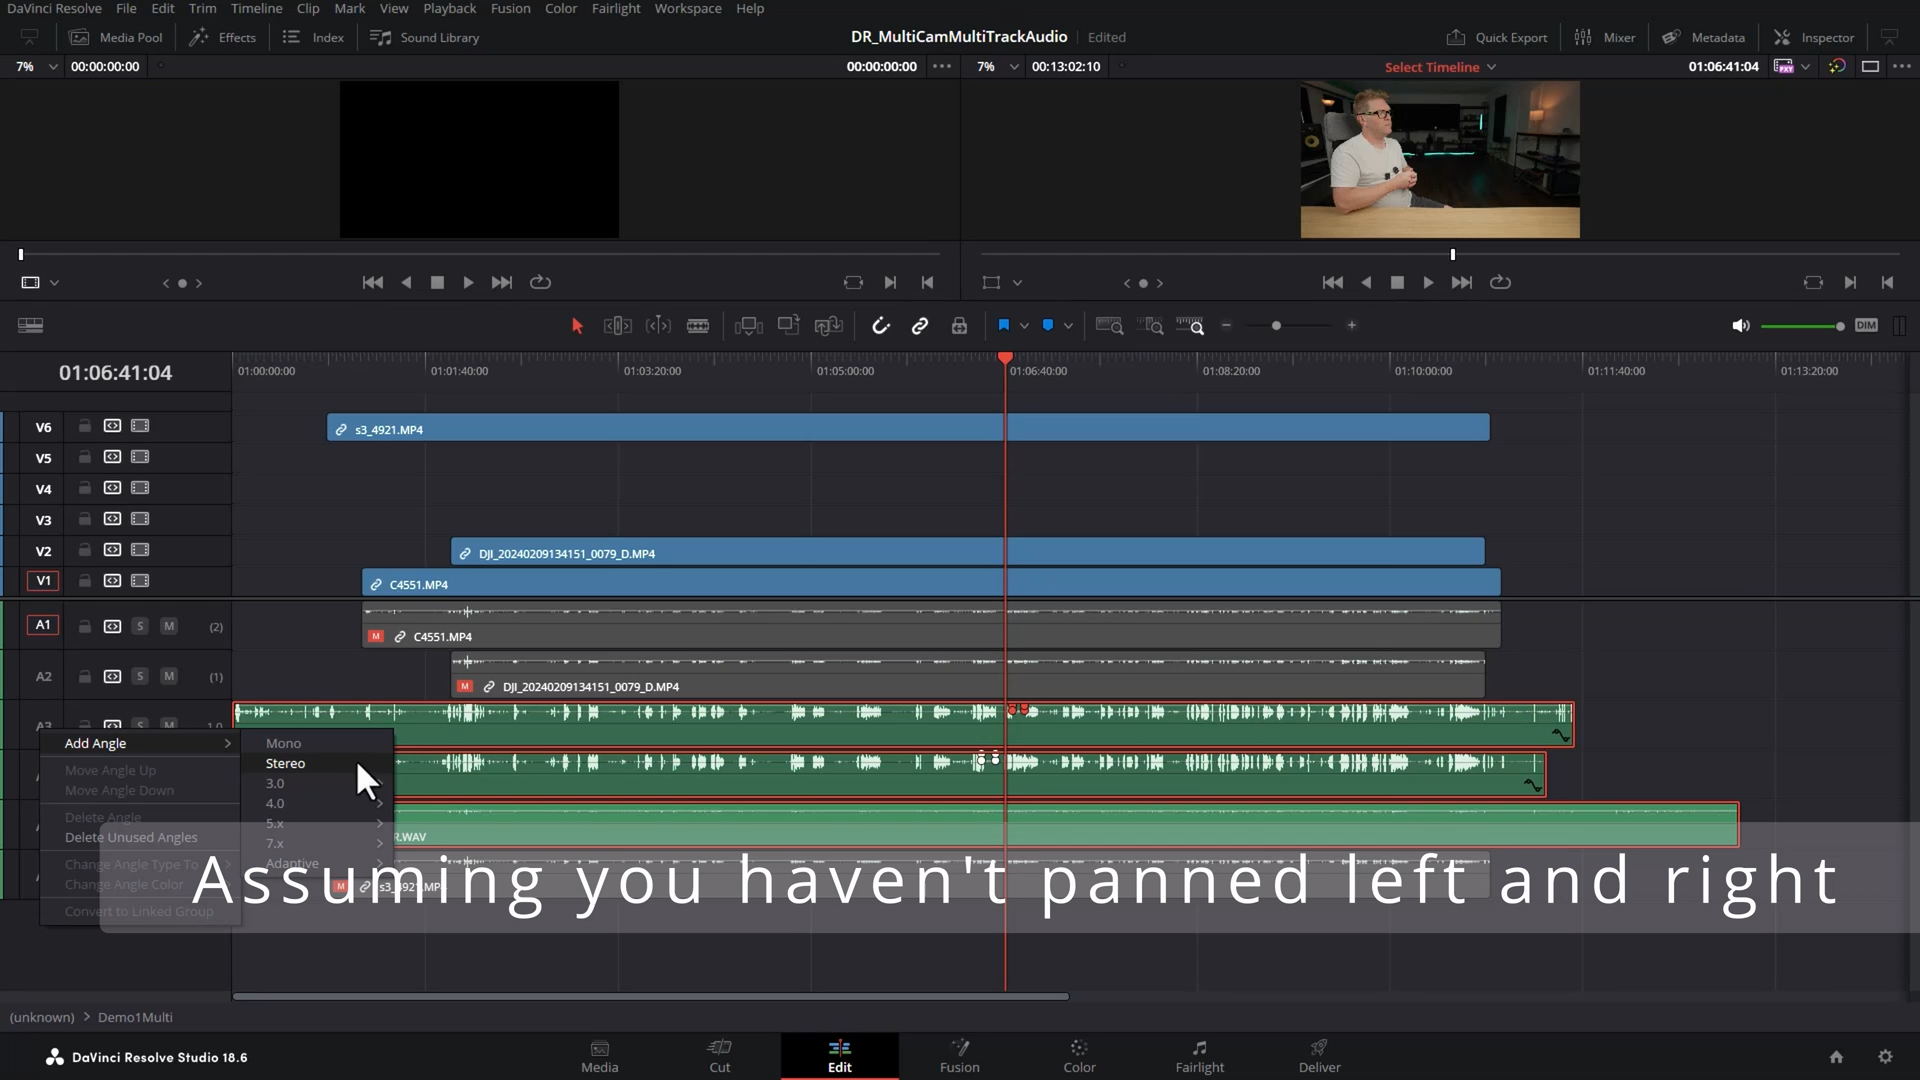 DaVinci Resolve File Edit Trim Timeline Clip Mark View Playback Fusion Color Fairlight Workspace Help
Media Pool Effects Index Sound Library DR_MultiCamMultiTrackAudio Edited Quick Export Mixer Metadata Inspector
7% 00:00:00:00 00:00:00:00 7% 00:13:02:10 Select Timeline 01:06:41:04 PXY
DIM
01:06:41:04 01:00:00:00 01:01:40:00 01:03:20:00 01:05:00:00 01:06:40:00 01:08:20:00 01:10:00:00 01:11:40:00 01:13:20:00
V6 s3_4921.MP4
V5
V4
V3
V2 DJI_20240209134151_0079_D.MP4
V1 C4551.MP4
A1 S M (2)
M C4551.MP4
A2 S M (1)
M DJI_20240209134151_0079_D.MP4
A3 S M 1.0
Add Angle Mono
Stereo
Move Angle Up 3.0
Move Angle Down 4.0
Delete Angle 5.x
Delete Unused Angles 7.x R.WAV
Change Angle Type To Adaptive
Change Angle Color M s3_4921.MP4
Convert to Linked Group
Assuming you haven't panned left and right
(unknown) > Demo1Multi
DaVinci Resolve Studio 18.6 Media Cut Edit Fusion Color Fairlight Deliver